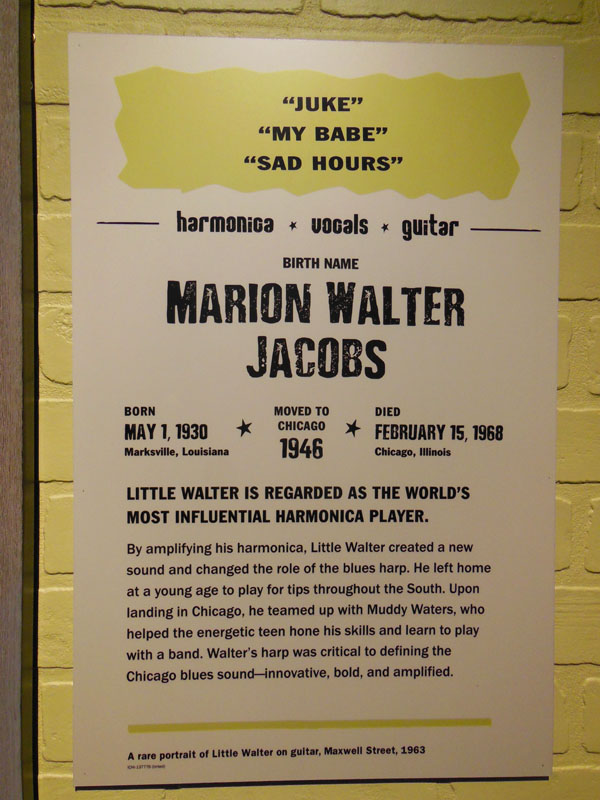 “JUKE”
“MY BABE”
“SAD HOURS”
harmonica ★ vocals ★ guitar
BIRTH NAME
MARION WALTER
JACOBS
BORN
MAY 1, 1930
Marksville, Louisiana
★
MOVED TO
CHICAGO
1946
★
DIED
FEBRUARY 15, 1968
Chicago, Illinois
LITTLE WALTER IS REGARDED AS THE WORLD’S
MOST INFLUENTIAL HARMONICA PLAYER.
By amplifying his harmonica, Little Walter created a new
sound and changed the role of the blues harp. He left home
at a young age to play for tips throughout the South. Upon
landing in Chicago, he teamed up with Muddy Waters, who
helped the energetic teen hone his skills and learn to play
with a band. Walter’s harp was critical to defining the
Chicago blues sound—innovative, bold, and amplified.
A rare portrait of Little Walter on guitar, Maxwell Street, 1963